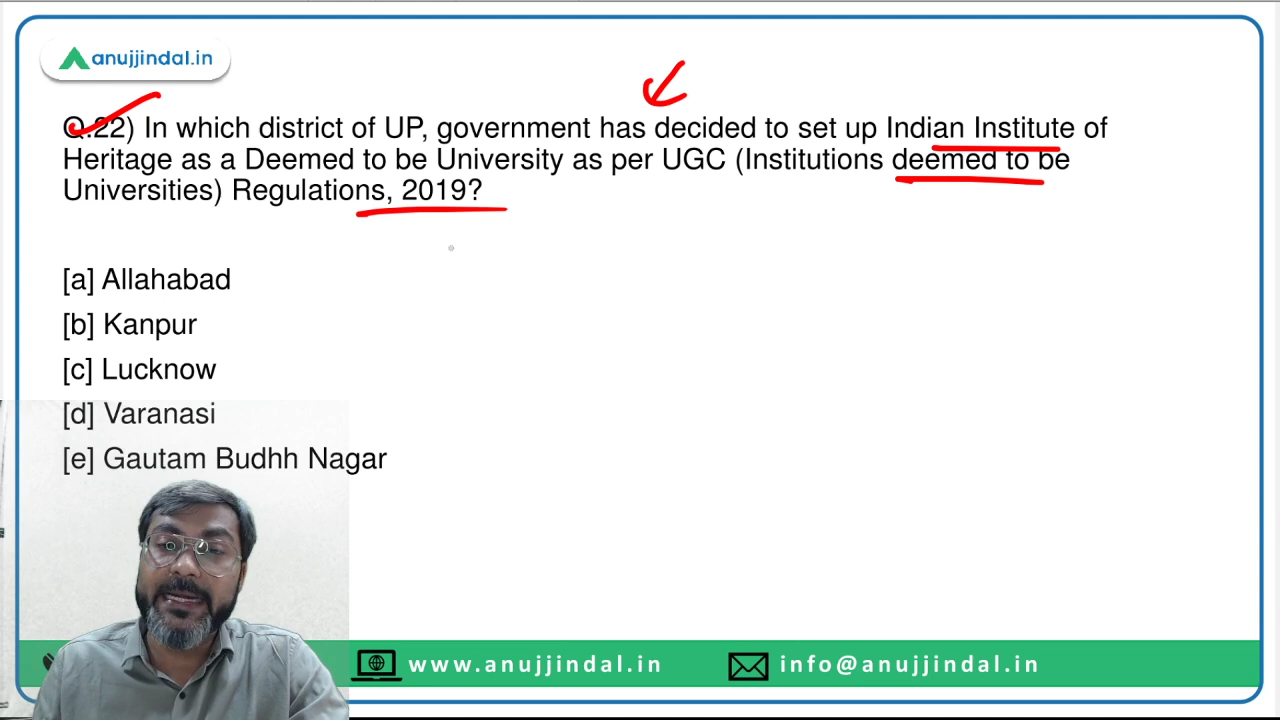 anujjindal.in
Q.22) In which district of UP, government has decided to set up Indian Institute of
Heritage as a Deemed to be University as per UGC (Institutions deemed to be
Universities) Regulations, 2019?
[a] Allahabad
[b] Kanpur
[c] Lucknow
[d] Varanasi
[e] Gautam Budhh Nagar
www.anujjindal.in
info@anujjindal.in